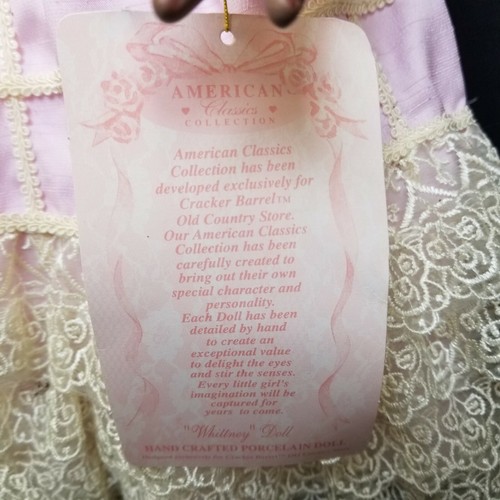 AMERICAN
Classics
COLLECTION
American Classics
Collection has been
developed exclusively for
Cracker Barrel™
Old Country Store.
Our American Classics
Collection has been
carefully created to
bring out their own
special character and
personality.
Each Doll has been
detailed by hand
to create an
exceptional value
to delight the eyes
and stir the senses.
Every little girl's
imagination will be
captured for
years to come.
"Whitney" Doll
HAND CRAFTED PORCELAIN DOLL